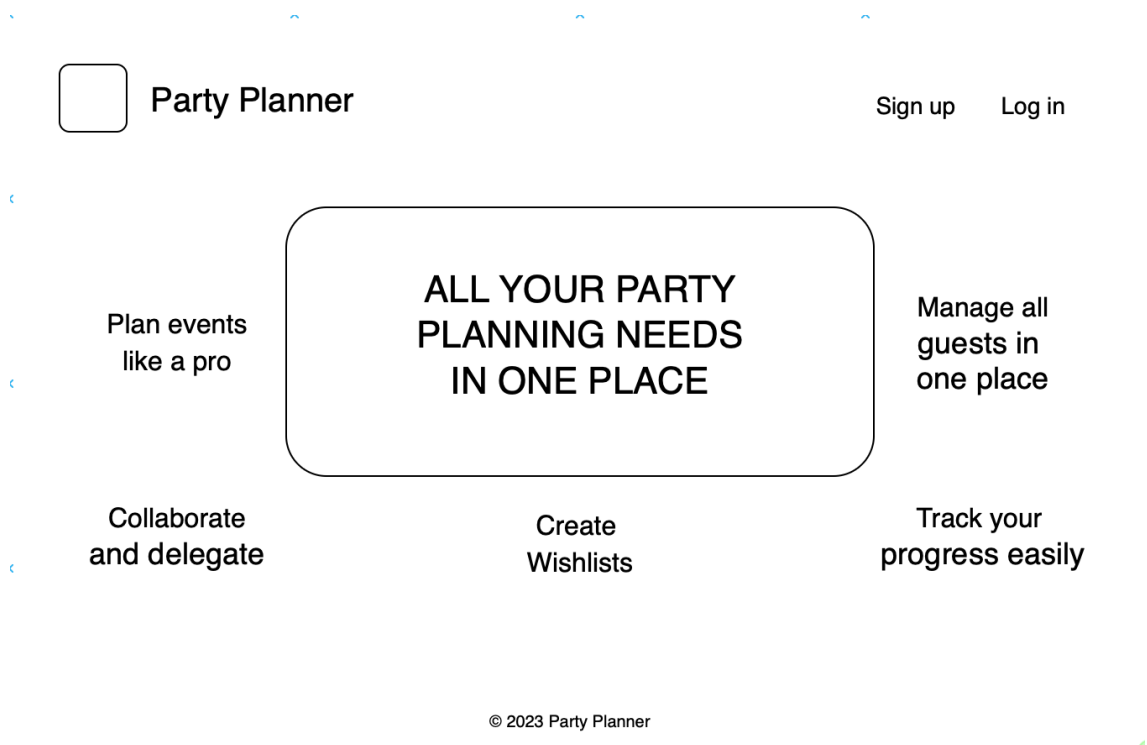 Party Planner
Sign up
Log in
ALL YOUR PARTY
PLANNING NEEDS
IN ONE PLACE
Plan events
like a pro
Manage all
guests in
one place
Collaborate
and delegate
Create
Wishlists
Track your
progress easily
© 2023 Party Planner